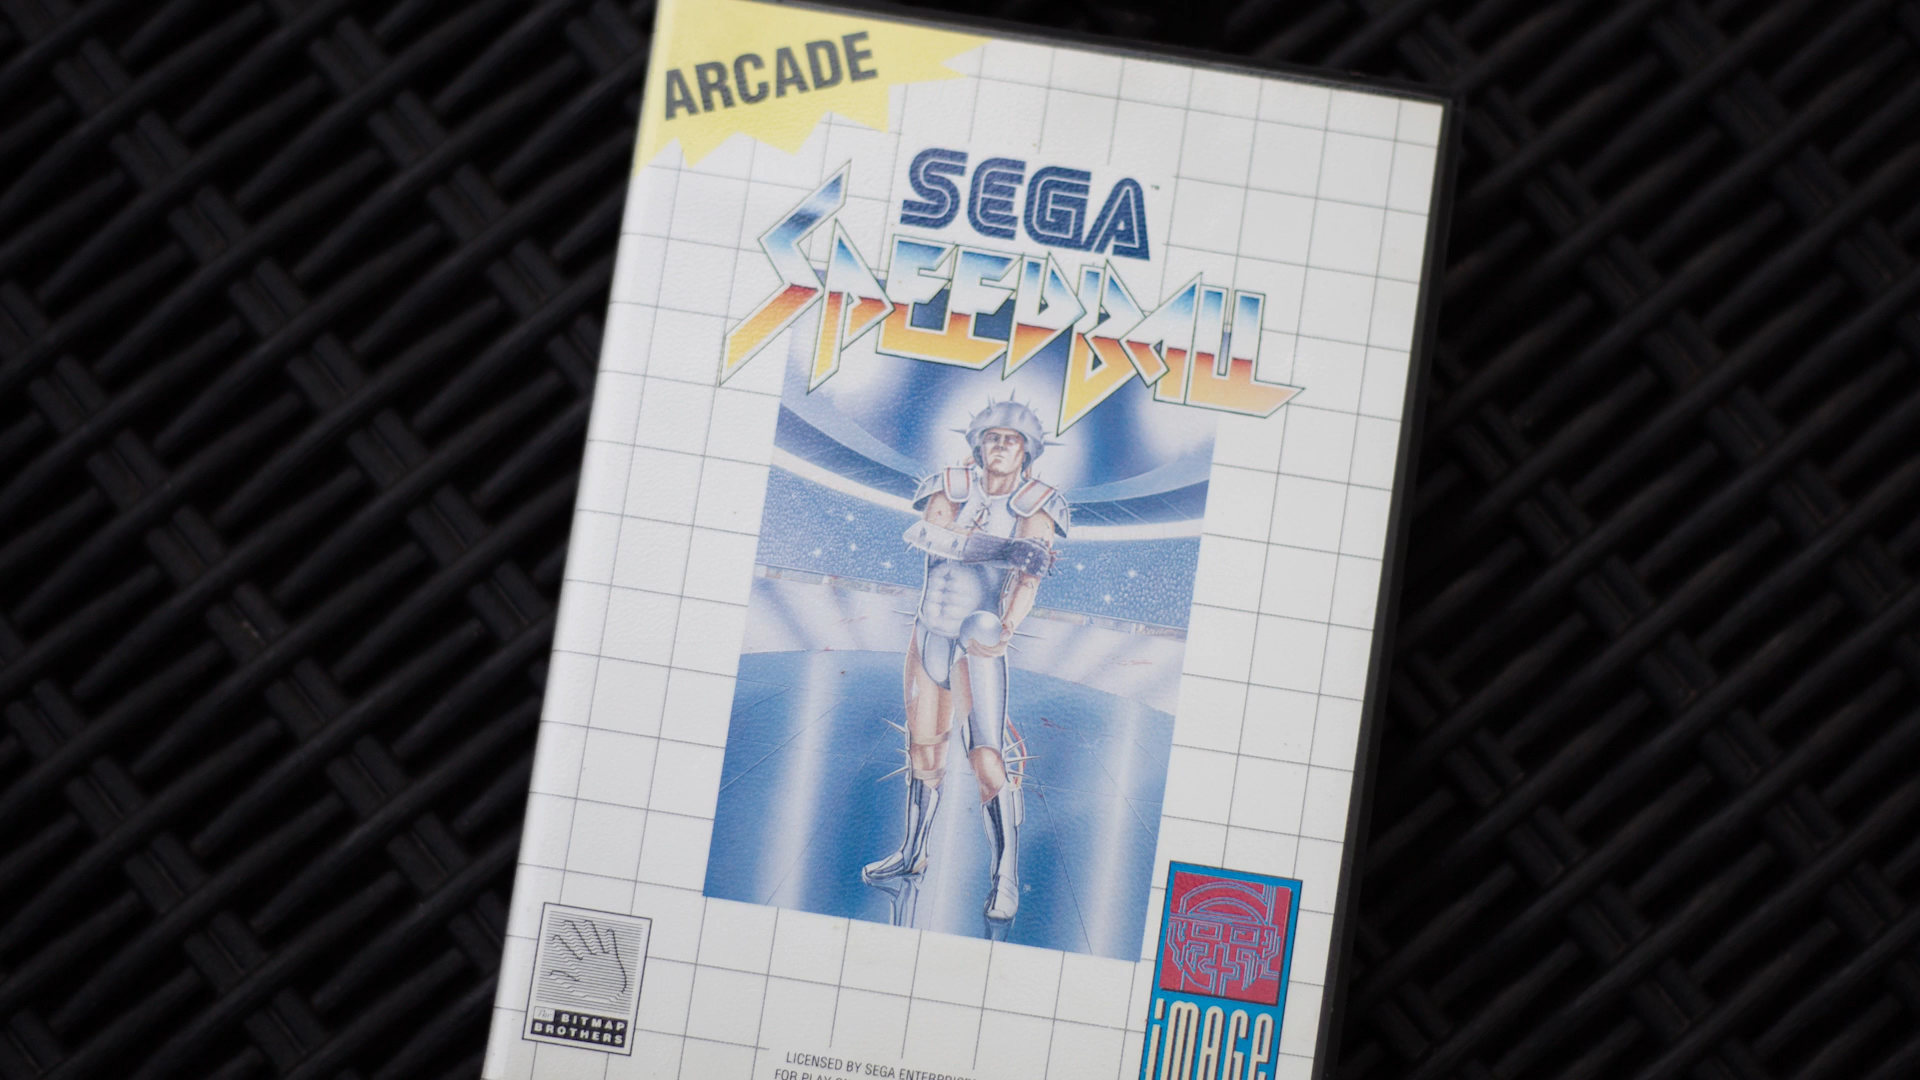 ARCADE
SEGA
SPEEDBALL
The BITMAP
BROTHERS
iMAGE
LICENSED BY SEGA
FOR PLAY